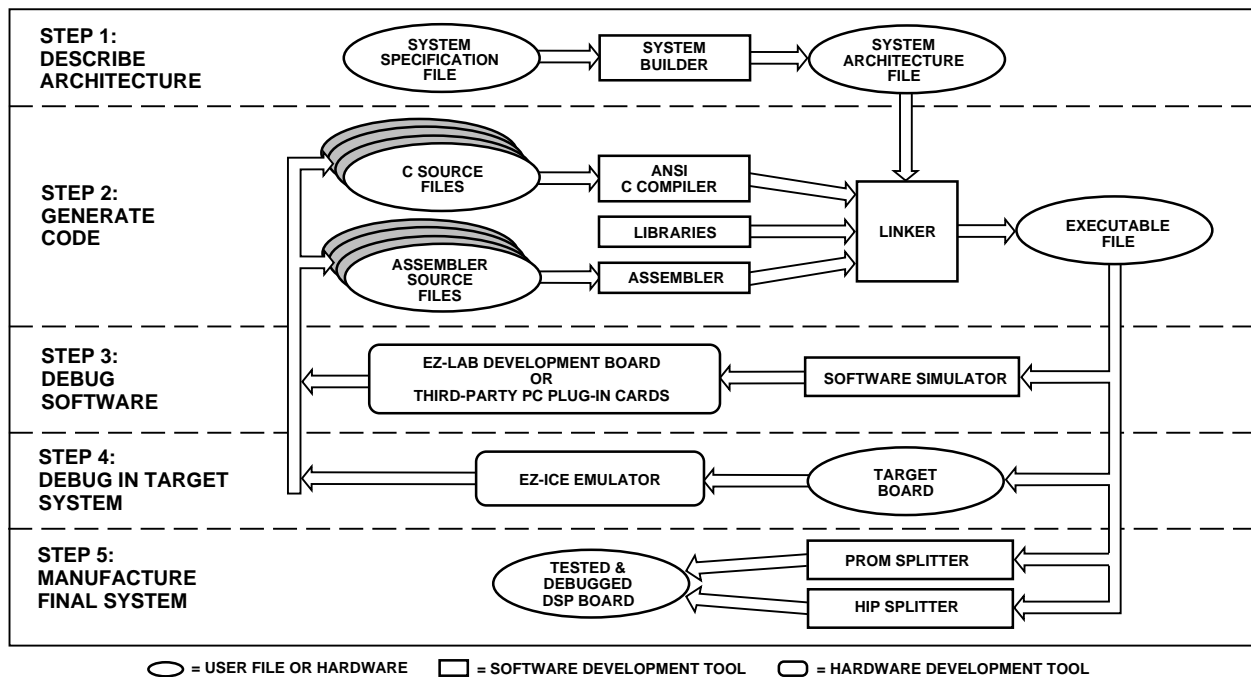 STEP 1:
DESCRIBE
ARCHITECTURE
SYSTEM
SPECIFICATION
FILE
SYSTEM
BUILDER
SYSTEM
ARCHITECTURE
FILE
STEP 2:
GENERATE
CODE
C SOURCE
FILES
ANSI
C COMPILER
LIBRARIES
ASSEMBLER
SOURCE
FILES
ASSEMBLER
LINKER
EXECUTABLE
FILE
STEP 3:
DEBUG
SOFTWARE
EZ-LAB DEVELOPMENT BOARD
OR
THIRD-PARTY PC PLUG-IN CARDS
SOFTWARE SIMULATOR
STEP 4:
DEBUG IN TARGET
SYSTEM
EZ-ICE EMULATOR
TARGET
BOARD
STEP 5:
MANUFACTURE
FINAL SYSTEM
TESTED &
DEBUGGED
DSP BOARD
PROM SPLITTER
HIP SPLITTER
= USER FILE OR HARDWARE
= SOFTWARE DEVELOPMENT TOOL
= HARDWARE DEVELOPMENT TOOL